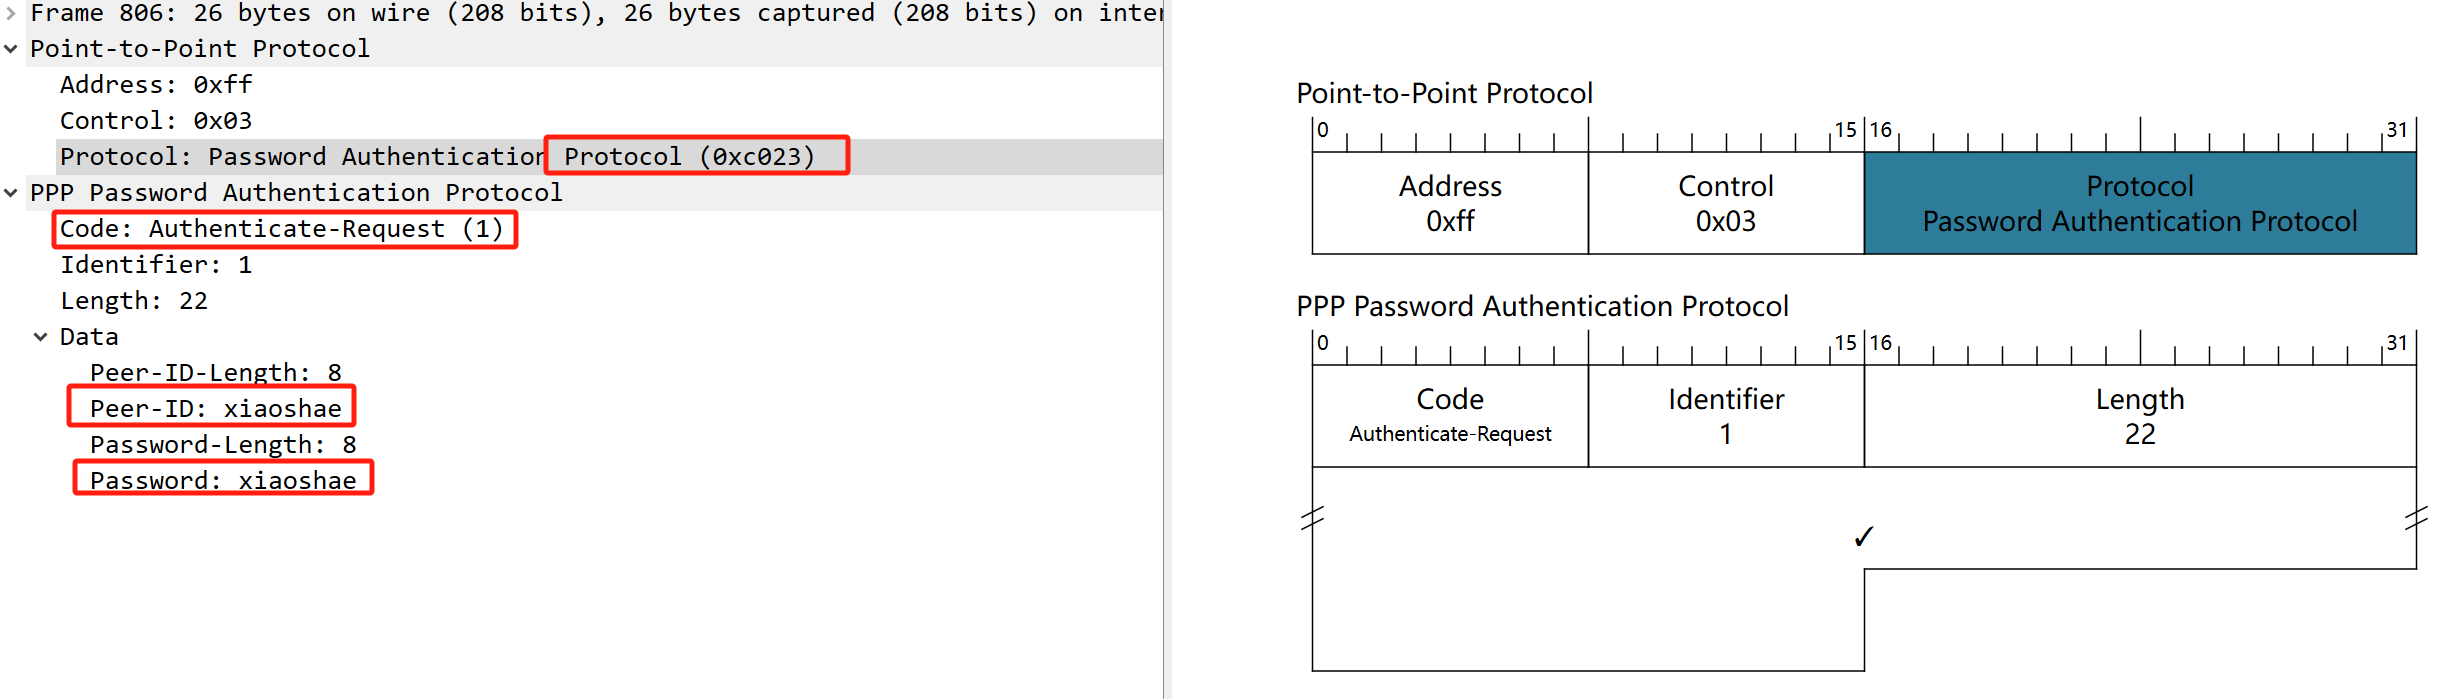 Frame 806: 26 bytes on wire (208 bits), 26 bytes captured (208 bits) on
Point-to-Point Protocol
Address: 0xff
Control: 0x03
Protocol: Password Authentication Protocol (0xc023)
PPP Password Authentication Protocol
Code: Authenticate-Request (1)
Identifier: 1
Length: 22
Data
Peer-ID-Length: 8
Peer-ID: xiaoshae
Password-Length: 8
Password: xiaoshae
Point-to-Point Protocol
0 15 16 31
Address Control Protocol
0xff 0x03 Password Authentication Protocol
PPP Password Authentication Protocol
0 15 16 31
Code Identifier Length
Authenticate-Request 1 22
✓